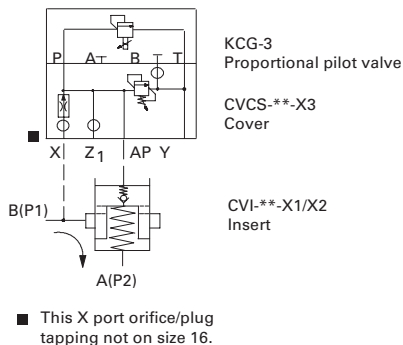 KCG-3
P A B T
Proportional pilot valve
CVCS-**-X3
Cover
X Z1 AP Y
B(P1)
CVI-**-X1/X2
Insert
A(P2)
■ This X port orifice/plug
tapping not on size 16.